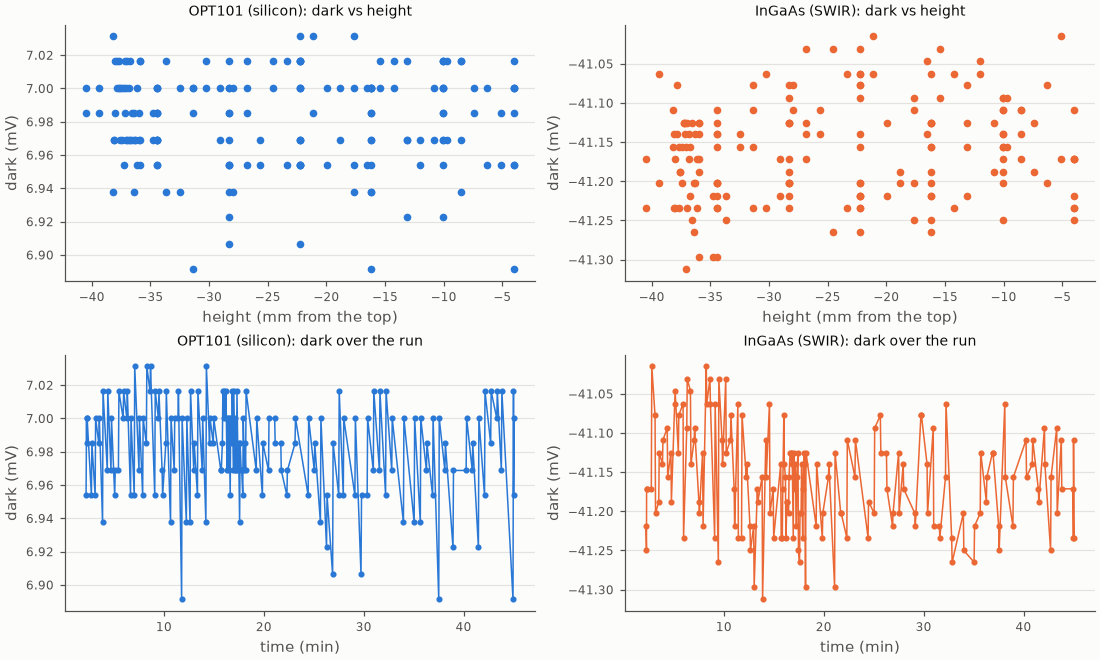 OPT101 (silicon): dark vs height
7.02
7.00
6.98
6.96
6.94
6.92
6.90
dark (mV)
−40 −35 −30 −25 −20 −15 −10 −5
height (mm from the top)
InGaAs (SWIR): dark vs height
−41.05
−41.10
−41.15
−41.20
−41.25
−41.30
dark (mV)
−40 −35 −30 −25 −20 −15 −10 −5
height (mm from the top)
OPT101 (silicon): dark over the run
7.02
7.00
6.98
6.96
6.94
6.92
6.90
dark (mV)
10 20 30 40
time (min)
InGaAs (SWIR): dark over the run
−41.05
−41.10
−41.15
−41.20
−41.25
−41.30
dark (mV)
10 20 30 40
time (min)